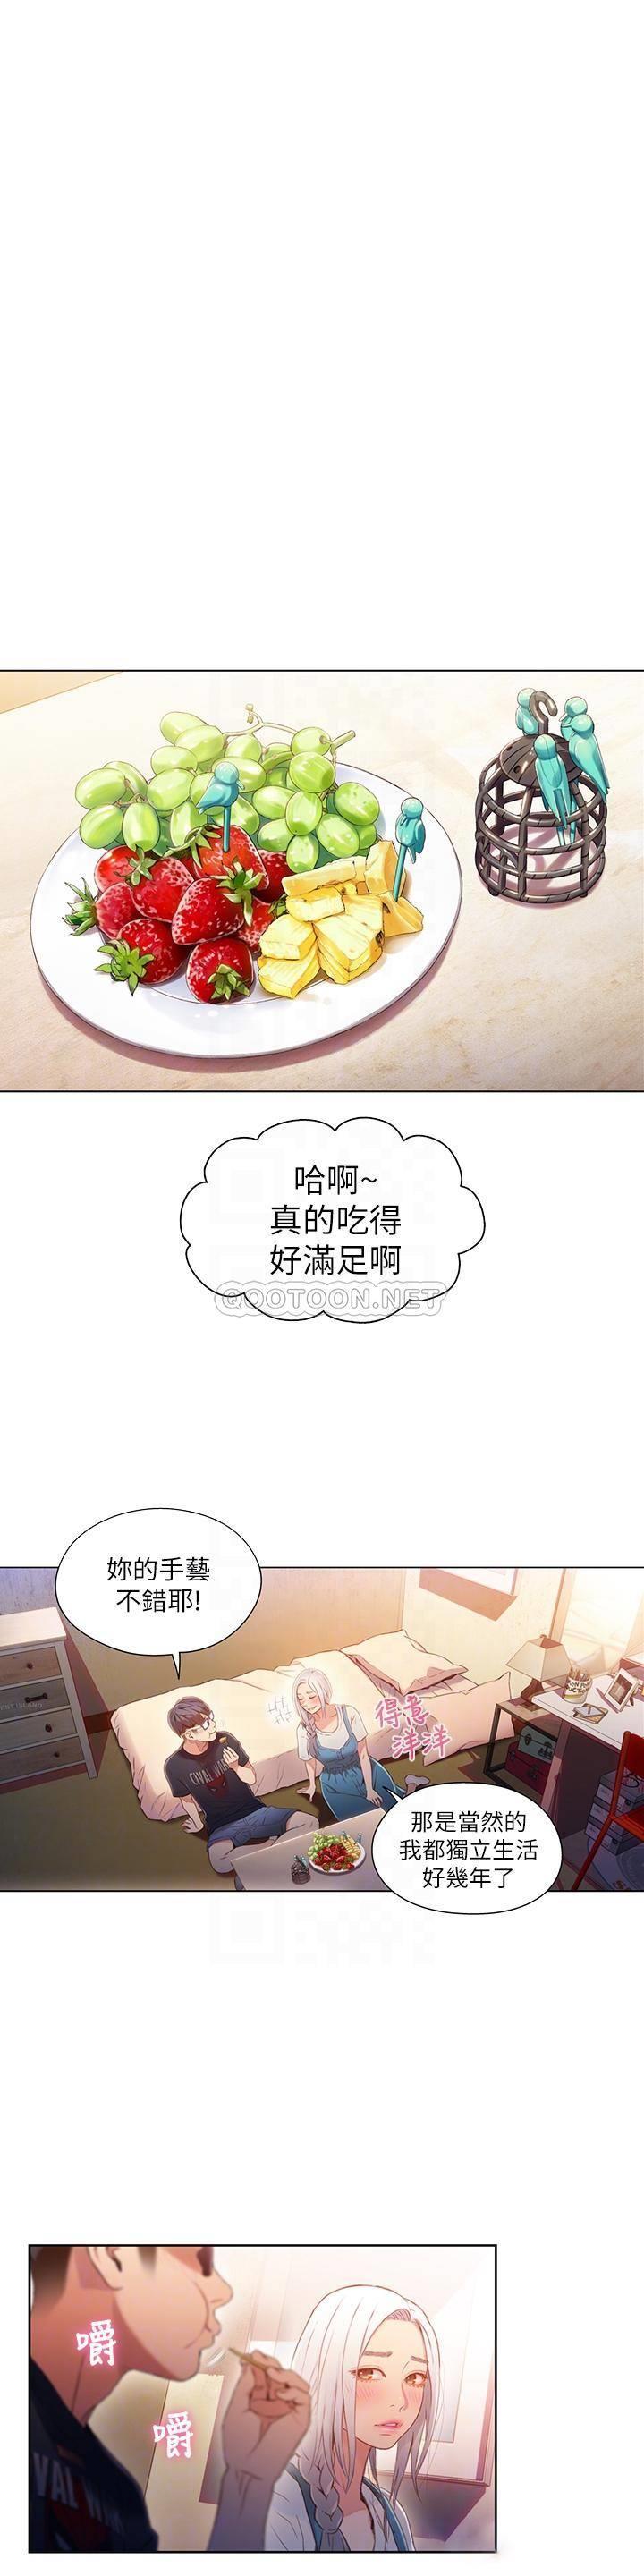 哈啊~
真的吃得
好滿足啊
QOOTOON.NET
妳的手藝
不錯耶!
得意
洋洋
那是當然的
我都獨立生活
好幾年了
嚼
嚼